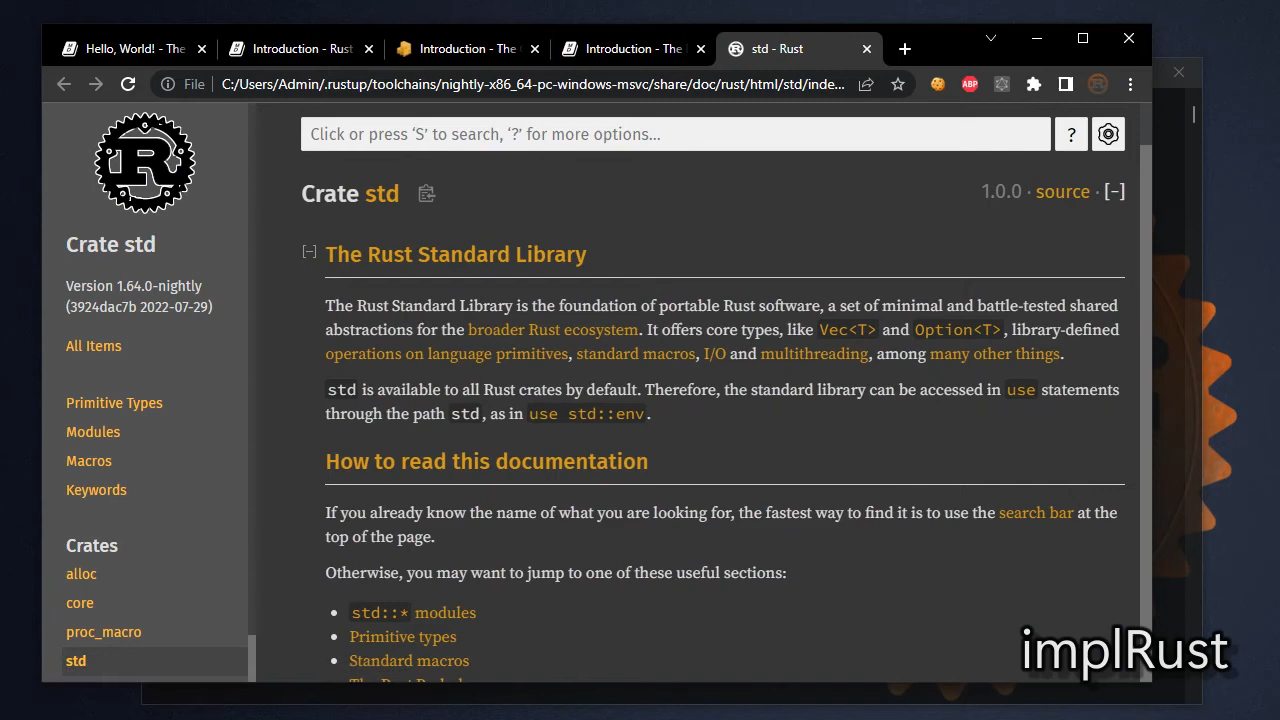 Hello, World! - The
Introduction - Rust
Introduction - The
Introduction - The
std - Rust
File
C:/Users/Admin/.rustup/toolchains/nightly-x86_64-pc-windows-msvc/share/doc/rust/html/std/inde...
ABP
Click or press ‘S’ to search, ‘?’ for more options…
?
Crate std
1.0.0 · source · [−]
Crate std
Version 1.64.0-nightly
(3924dac7b 2022-07-29)
All Items
Primitive Types
Modules
Macros
Keywords
Crates
alloc
core
proc_macro
std
[−] The Rust Standard Library
The Rust Standard Library is the foundation of portable Rust software, a set of minimal and battle-tested shared
abstractions for the broader Rust ecosystem. It offers core types, like Vec<T> and Option<T>, library-defined
operations on language primitives, standard macros, I/O and multithreading, among many other things.
std is available to all Rust crates by default. Therefore, the standard library can be accessed in use statements
through the path std, as in use std::env.
How to read this documentation
If you already know the name of what you are looking for, the fastest way to find it is to use the search bar at the
top of the page.
Otherwise, you may want to jump to one of these useful sections:
• std::* modules
• Primitive types
• Standard macros
implRust